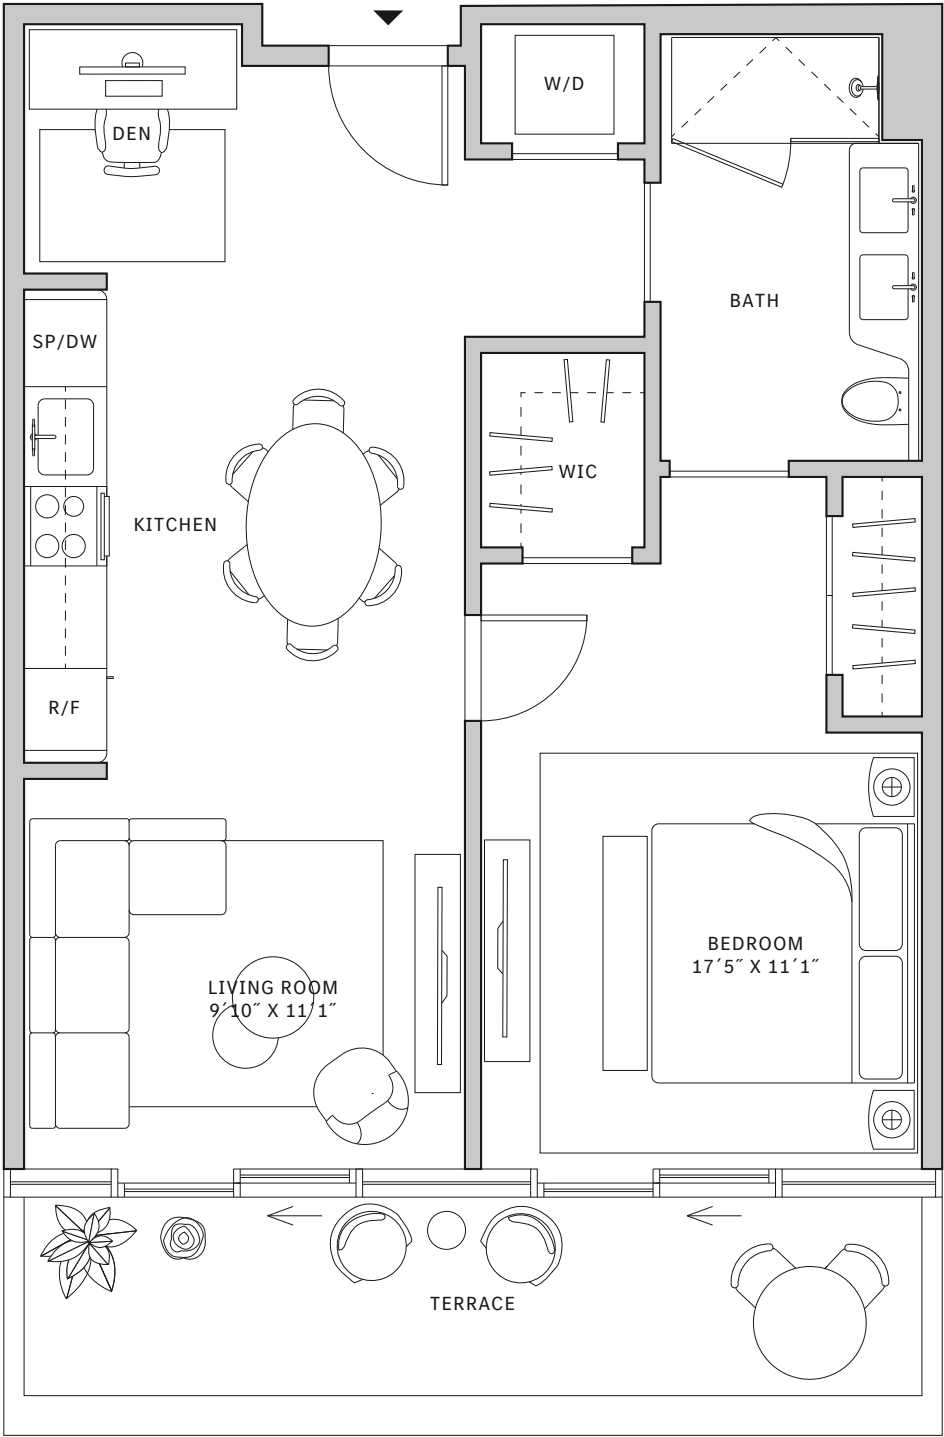 W/D
DEN
BATH
SP/DW
WIC
KITCHEN
R/F
BEDROOM
17´5˝ X 11´1˝
LIVING ROOM
9´10˝ X 11´1˝
TERRACE